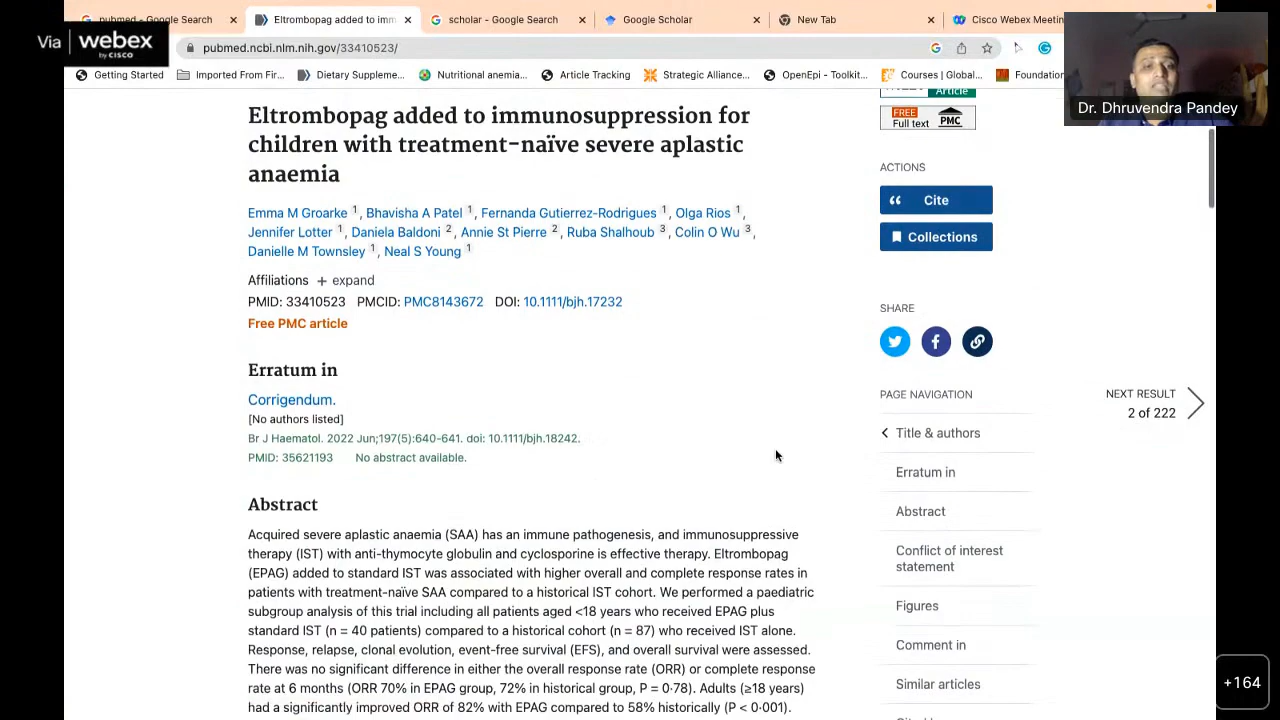 Via webex by CISCO
pubmed - Google Search
Eltrombopag added to im
scholar - Google Search
Google Scholar
New Tab
Cisco Webex Meetin
pubmed.ncbi.nlm.nih.gov/33410523/
Getting Started
Imported From Fir...
Dietary Suppleme...
Nutritional anemia...
Article Tracking
Strategic Alliance...
OpenEpi - Toolkit...
Courses | Global...
Foundation
Dr. Dhruvendra Pandey
Eltrombopag added to immunosuppression for
children with treatment-naïve severe aplastic
anaemia
Emma M Groarke 1, Bhavisha A Patel 1, Fernanda Gutierrez-Rodrigues 1, Olga Rios 1,
Jennifer Lotter 1, Daniela Baldoni 2, Annie St Pierre 2, Ruba Shalhoub 3, Colin O Wu 3,
Danielle M Townsley 1, Neal S Young 1
Affiliations + expand
PMID: 33410523 PMCID: PMC8143672 DOI: 10.1111/bjh.17232
Free PMC article
Erratum in
Corrigendum.
[No authors listed]
Br J Haematol. 2022 Jun;197(5):640-641. doi: 10.1111/bjh.18242.
PMID: 35621193 No abstract available.
Abstract
Acquired severe aplastic anaemia (SAA) has an immune pathogenesis, and immunosuppressive
therapy (IST) with anti-thymocyte globulin and cyclosporine is effective therapy. Eltrombopag
(EPAG) added to standard IST was associated with higher overall and complete response rates in
patients with treatment-naïve SAA compared to a historical IST cohort. We performed a paediatric
subgroup analysis of this trial including all patients aged <18 years who received EPAG plus
standard IST (n = 40 patients) compared to a historical cohort (n = 87) who received IST alone.
Response, relapse, clonal evolution, event-free survival (EFS), and overall survival were assessed.
There was no significant difference in either the overall response rate (ORR) or complete response
rate at 6 months (ORR 70% in EPAG group, 72% in historical group, P = 0·78). Adults (≥18 years)
had a significantly improved ORR of 82% with EPAG compared to 58% historically (P < 0·001).
Article
FREE Full text PMC
ACTIONS
Cite
Collections
SHARE
PAGE NAVIGATION
Title & authors
Erratum in
Abstract
Conflict of interest
statement
Figures
Comment in
Similar articles
NEXT RESULT
2 of 222
+164